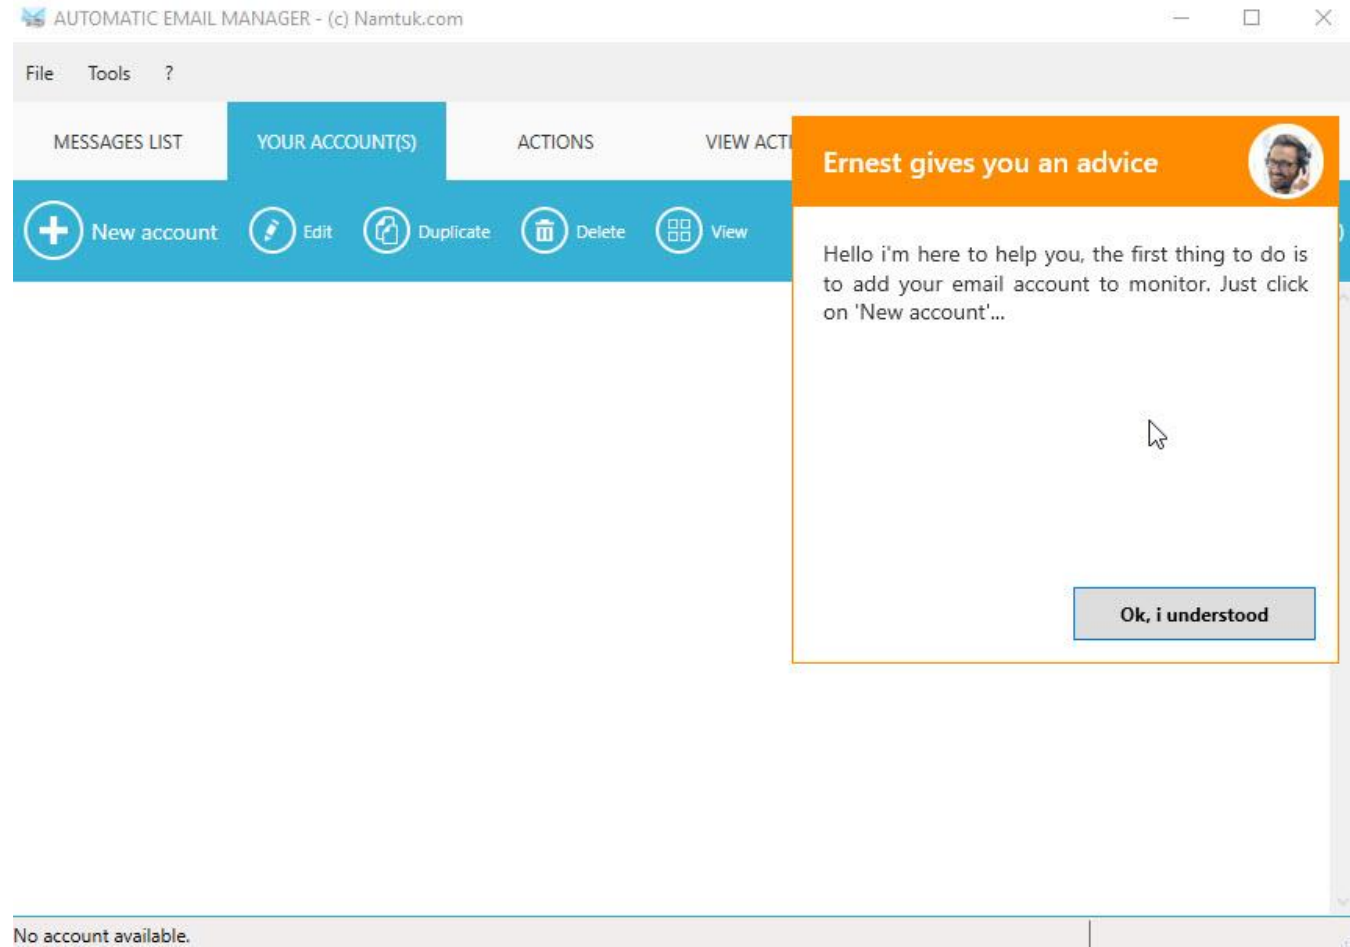 AUTOMATIC EMAIL MANAGER - (c) Namtuk.com
File Tools ?
MESSAGES LIST YOUR ACCOUNT(S) ACTIONS VIEW ACTI
New account Edit Duplicate Delete View
Ernest gives you an advice
Hello i'm here to help you, the first thing to do is
to add your email account to monitor. Just click
on 'New account'...
Ok, i understood
No account available.